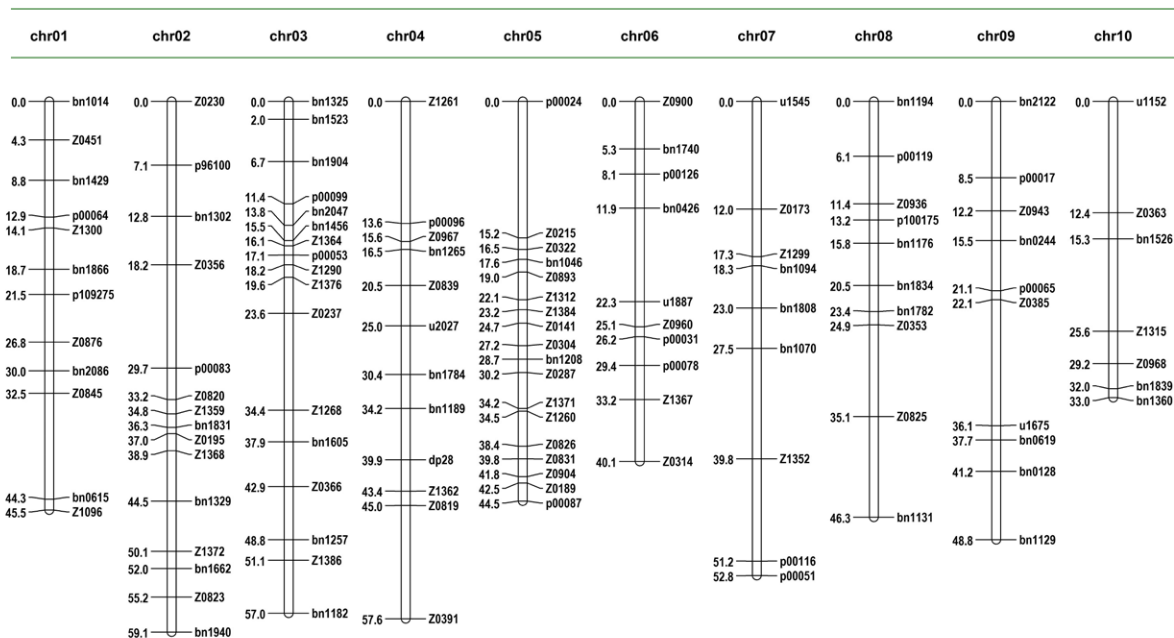 chr01 chr02 chr03 chr04 chr05 chr06 chr07 chr08 chr09 chr10
0.0 bn1014
4.3 Z0451
8.8 bn1429
12.9 p00064
14.1 Z1300
18.7 bn1866
21.5 p109275
26.8 Z0876
30.0 bn2086
32.5 Z0845
44.3 bn0615
45.5 Z1096
0.0 Z0230
7.1 p96100
12.8 bn1302
18.2 Z0356
29.7 p00083
33.2 Z0820
34.8 Z1359
36.3 bn1831
37.0 Z0195
38.9 Z1368
44.5 bn1329
50.1 Z1372
52.0 bn1662
55.2 Z0823
59.1 bn1940
0.0 bn1325
2.0 bn1523
6.7 bn1904
11.4 p00099
13.8 bn2047
15.5 bn1456
16.1 Z1364
17.1 p00053
18.2 Z1290
19.6 Z1376
23.6 Z0237
34.4 Z1268
37.9 bn1605
42.9 Z0366
48.8 bn1257
51.1 Z1386
57.0 bn1182
0.0 Z1261
13.6 p00096
15.6 Z0967
16.5 bn1265
20.5 Z0839
25.0 u2027
30.4 bn1784
34.2 bn1189
39.9 dp28
43.4 Z1362
45.0 Z0819
57.6 Z0391
0.0 p00024
15.2 Z0215
16.5 Z0322
17.6 bn1046
19.0 Z0893
22.1 Z1312
23.2 Z1384
24.7 Z0141
27.2 Z0304
28.7 bn1208
30.2 Z0287
34.2 Z1371
34.5 Z1260
38.4 Z0826
39.8 Z0831
41.8 Z0904
42.5 Z0189
44.5 p00087
0.0 Z0900
5.3 bn1740
8.1 p00126
11.9 bn0426
22.3 u1887
25.1 Z0960
26.2 p00031
29.4 p00078
33.2 Z1367
40.1 Z0314
0.0 u1545
12.0 Z0173
17.3 Z1299
18.3 bn1094
23.0 bn1808
27.5 bn1070
39.8 Z1352
51.2 p00116
52.8 p00051
0.0 bn1194
6.1 p00119
11.4 Z0936
13.2 p100175
15.8 bn1176
20.5 bn1834
23.4 bn1782
24.9 Z0353
35.1 Z0825
46.3 bn1131
0.0 bn2122
8.5 p00017
12.2 Z0943
15.5 bn0244
21.1 p00065
22.1 Z0385
36.1 u1675
37.7 bn0619
41.2 bn0128
48.8 bn1129
0.0 u1152
12.4 Z0363
15.3 bn1526
25.6 Z1315
29.2 Z0968
32.0 bn1839
33.0 bn1360